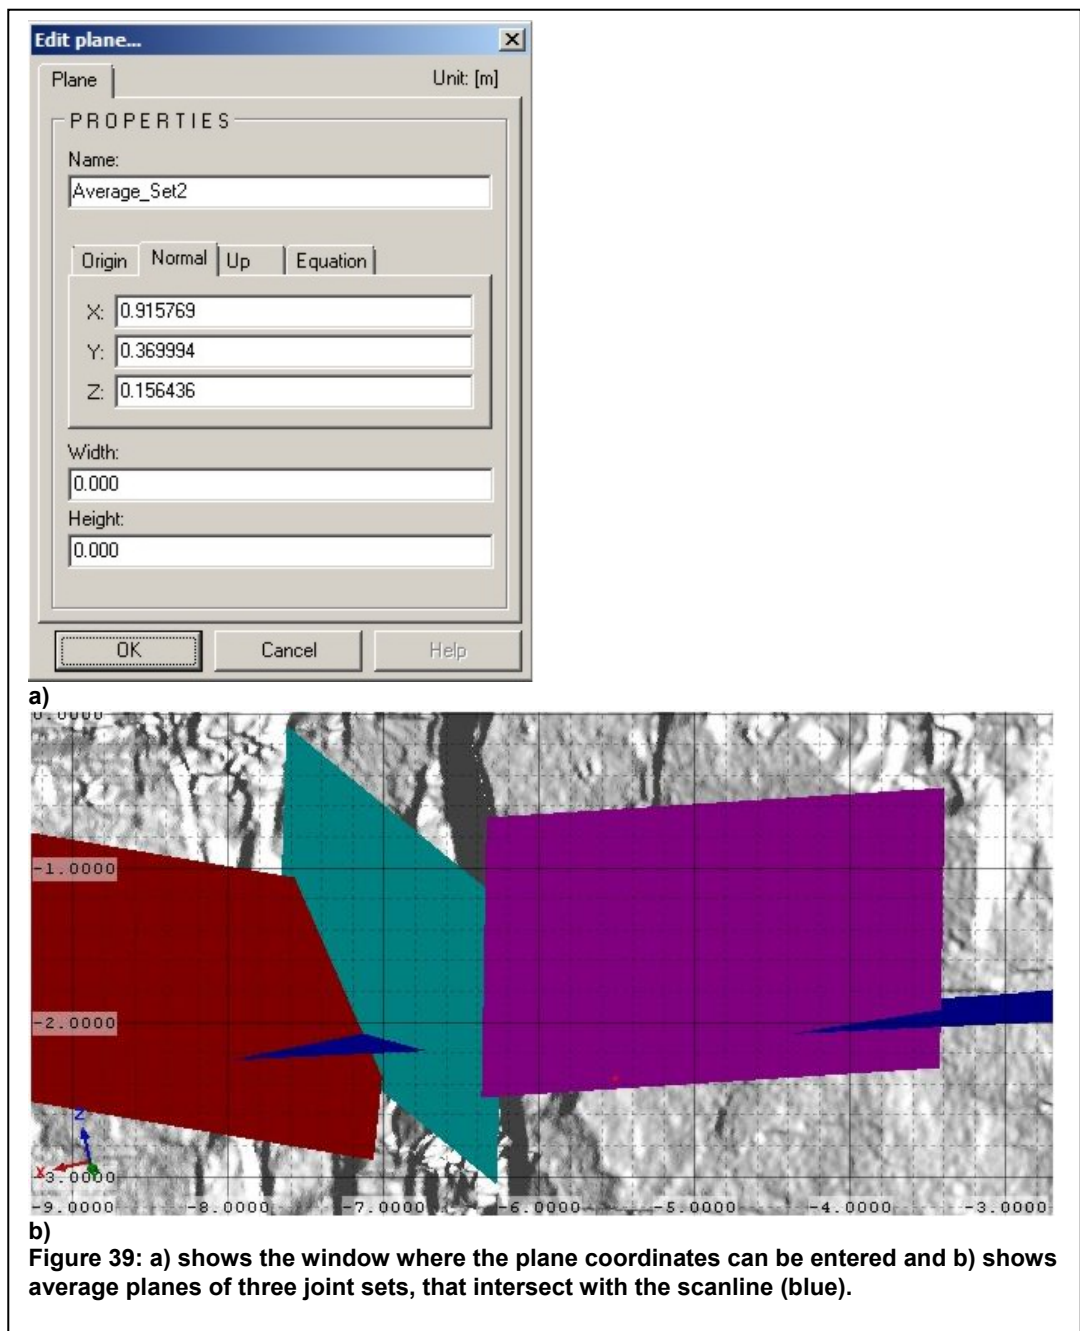 Edit plane...
Plane Unit: [m]
PROPERTIES
Name:
Average_Set2
Origin Normal Up Equation
X: 0.915769
Y: 0.369994
Z: 0.156436
Width:
0.000
Height:
0.000
OK Cancel Help
a)
0.0000
-1.0000
-2.0000
Z
X
-3.0000
-9.0000 -8.0000 -7.0000 -6.0000 -5.0000 -4.0000 -3.0000
b)
Figure 39: a) shows the window where the plane coordinates can be entered and b) shows
average planes of three joint sets, that intersect with the scanline (blue).